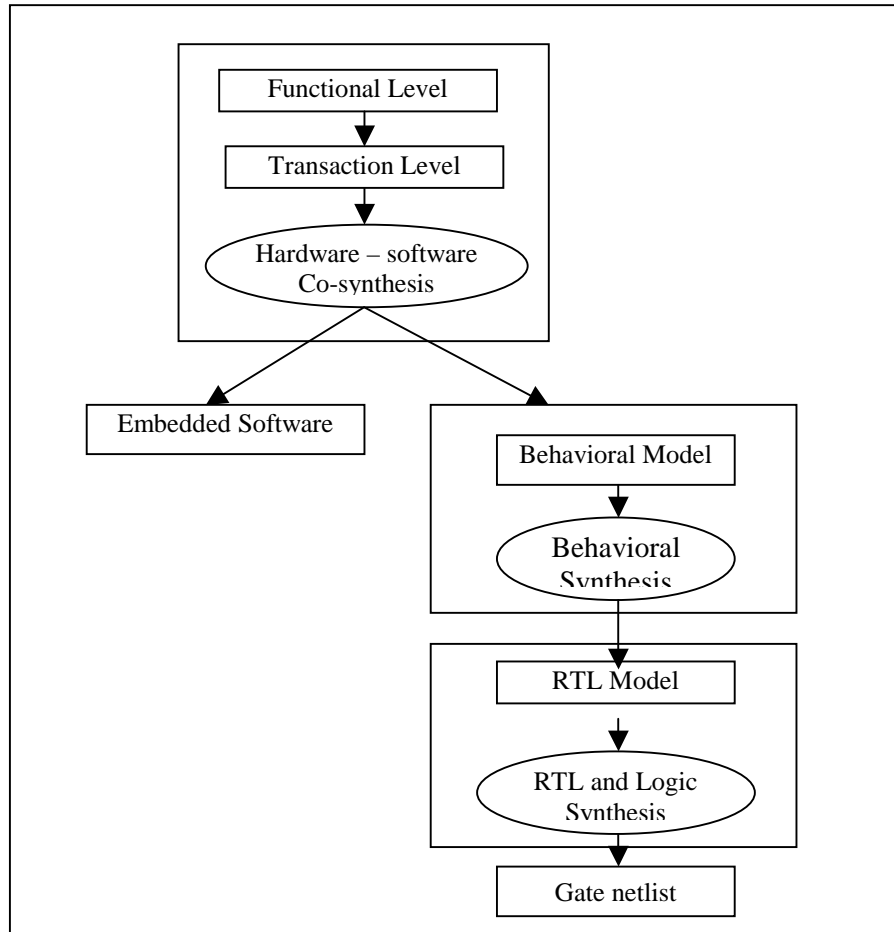 Functional Level
Transaction Level
Hardware – software
Co-synthesis
Embedded Software
Behavioral Model
Behavioral
Synthesis
RTL Model
RTL and Logic
Synthesis
Gate netlist